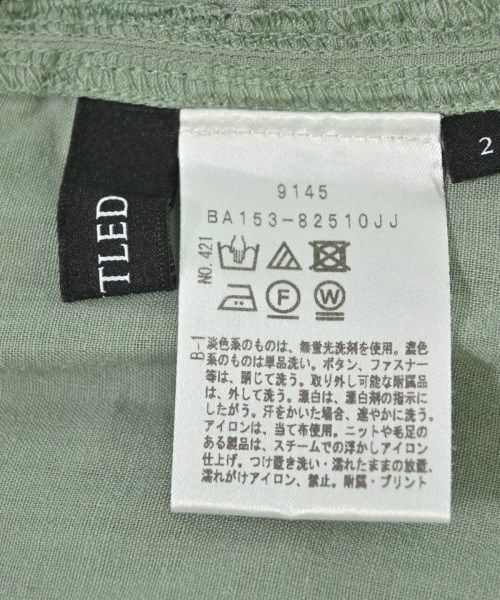 TLED
2
9145
BA153-82510JJ
NO.421
F
W
B-1
淡色系のものは、無蛍光洗剤を使用。濃色
系のものは単品洗い。ボタン、ファスナー
等は、閉じて洗う。取り外し可能な附属品
は、外して洗う。漂白は、漂白剤の指示に
したがう。汗をかいた場合、速やかに洗う。
アイロンは、当て布使用。ニットや毛足の
ある製品は、スチームでの浮かしアイロン
仕上げ。つけ置き洗い・濡れたままの放置、
濡れがけアイロン、禁止。附属・プリント